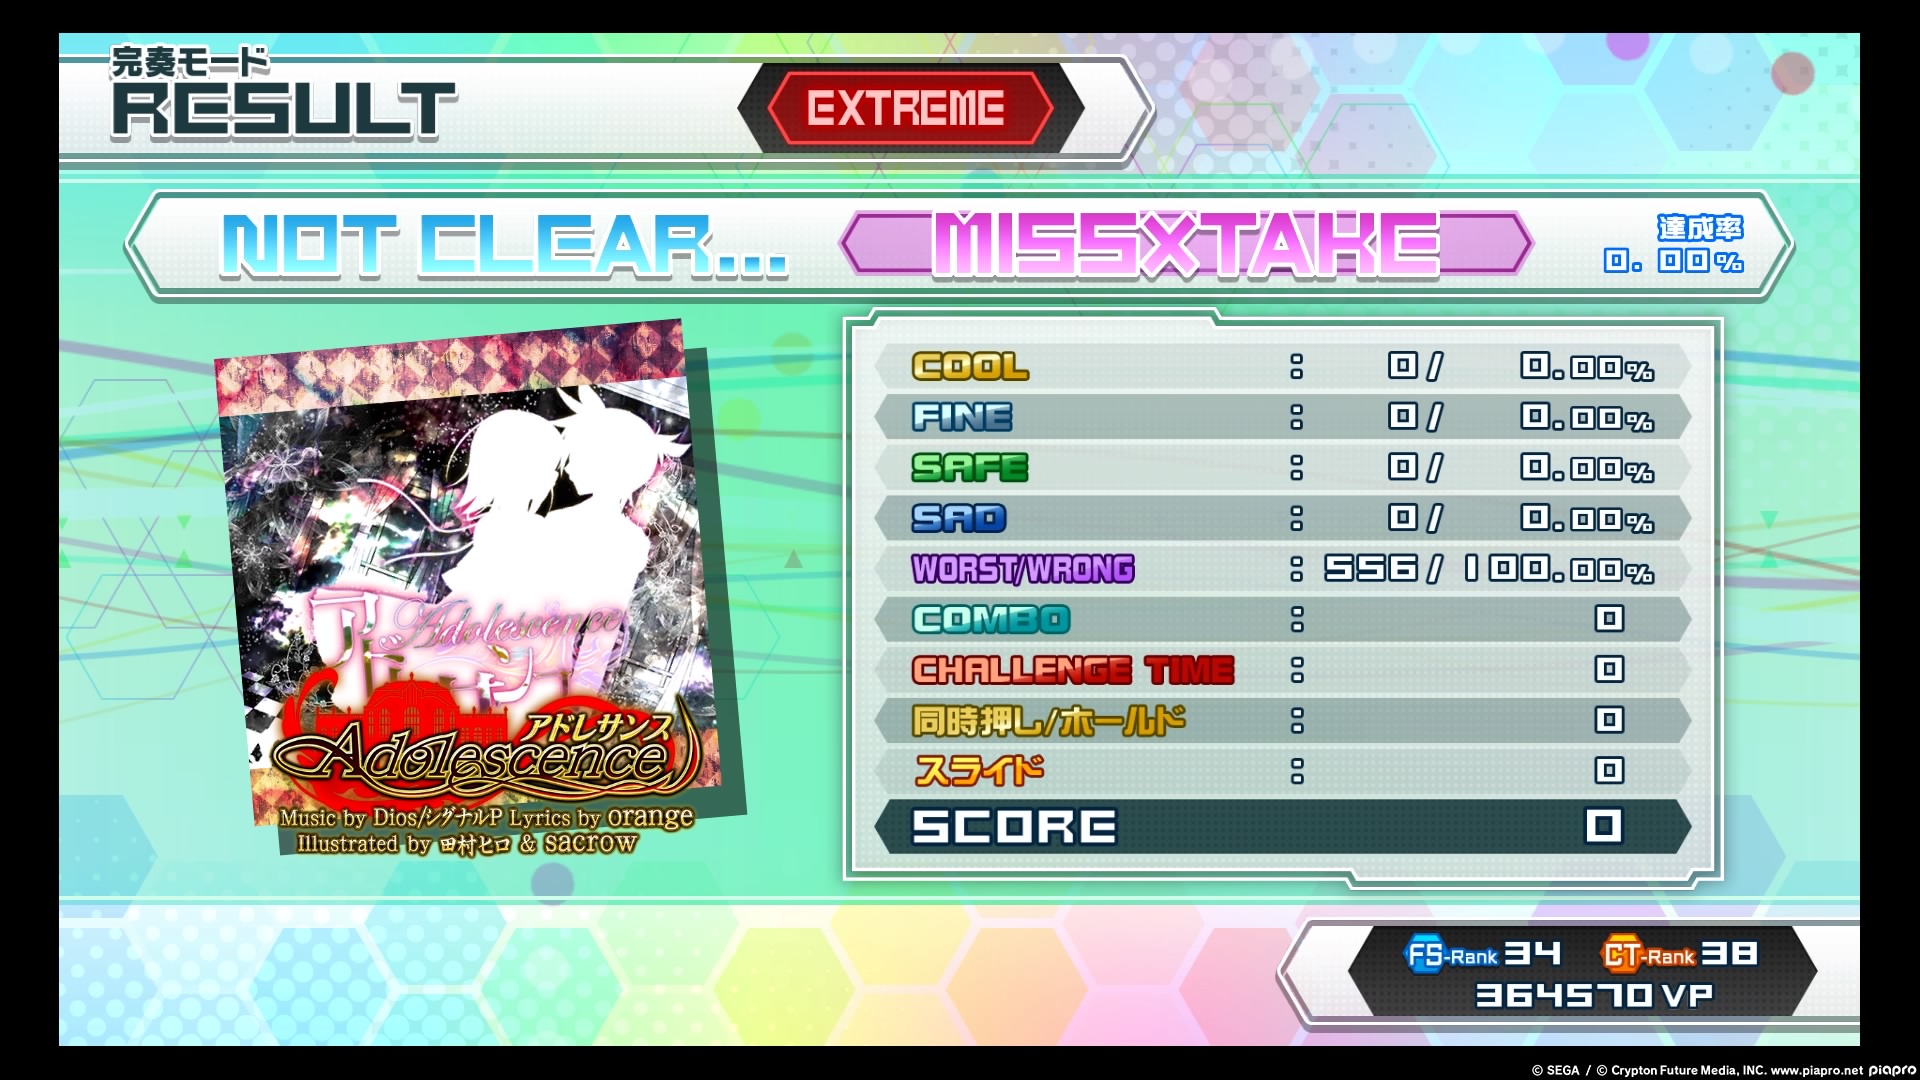 完奏モード
RESULT
EXTREME
NOT CLEAR...
MISS×TAKE
達成率
0.00%
COOL : 0/ 0.00%
FINE : 0/ 0.00%
SAFE : 0/ 0.00%
SAD : 0/ 0.00%
WORST/WRONG : 556/ 100.00%
COMBO : 0
CHALLENGE TIME : 0
同時押し/ホールド : 0
スライド : 0
SCORE 0
Adolescence
アドレサンス
Adolescence
Music by Dios/シグナルP Lyrics by orange
Illustrated by 田村ヒロ & sacrow
FS-Rank 34 CT-Rank 38
364570 VP
© SEGA / © Crypton Future Media, INC. www.piapro.net piapro